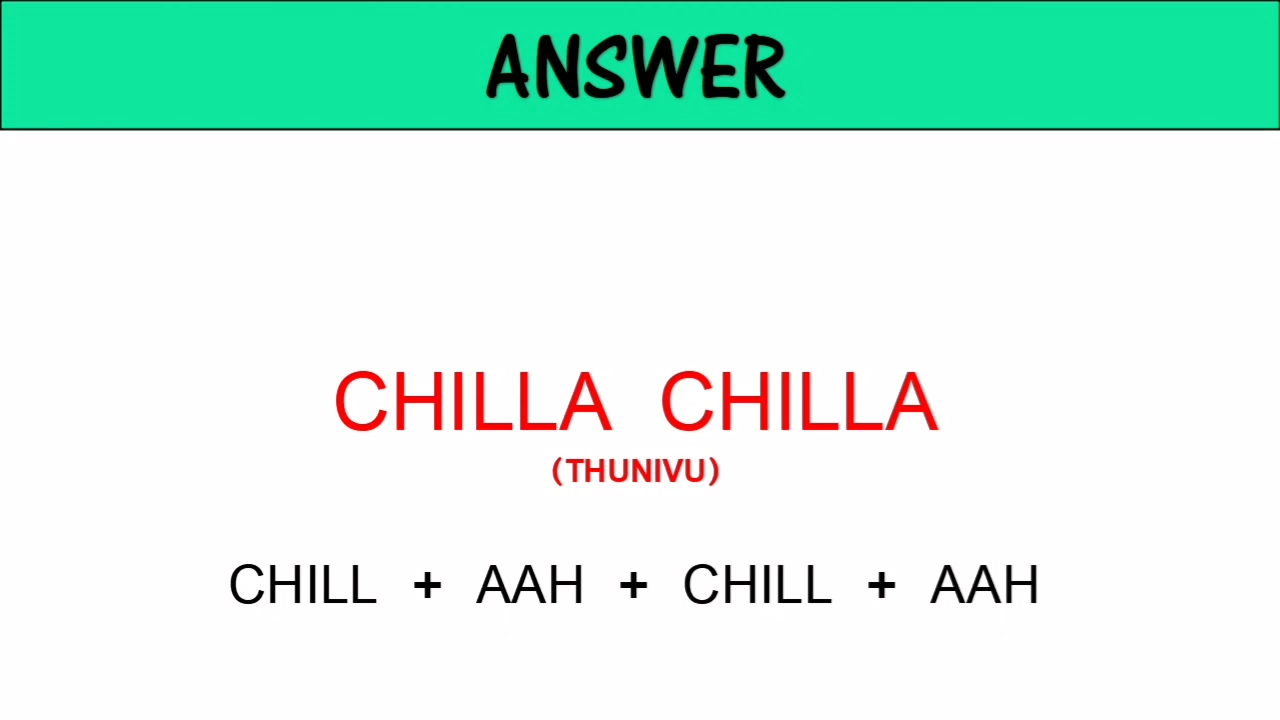 ANSWER
CHILLA CHILLA
(THUNIVU)
CHILL + AAH + CHILL + AAH